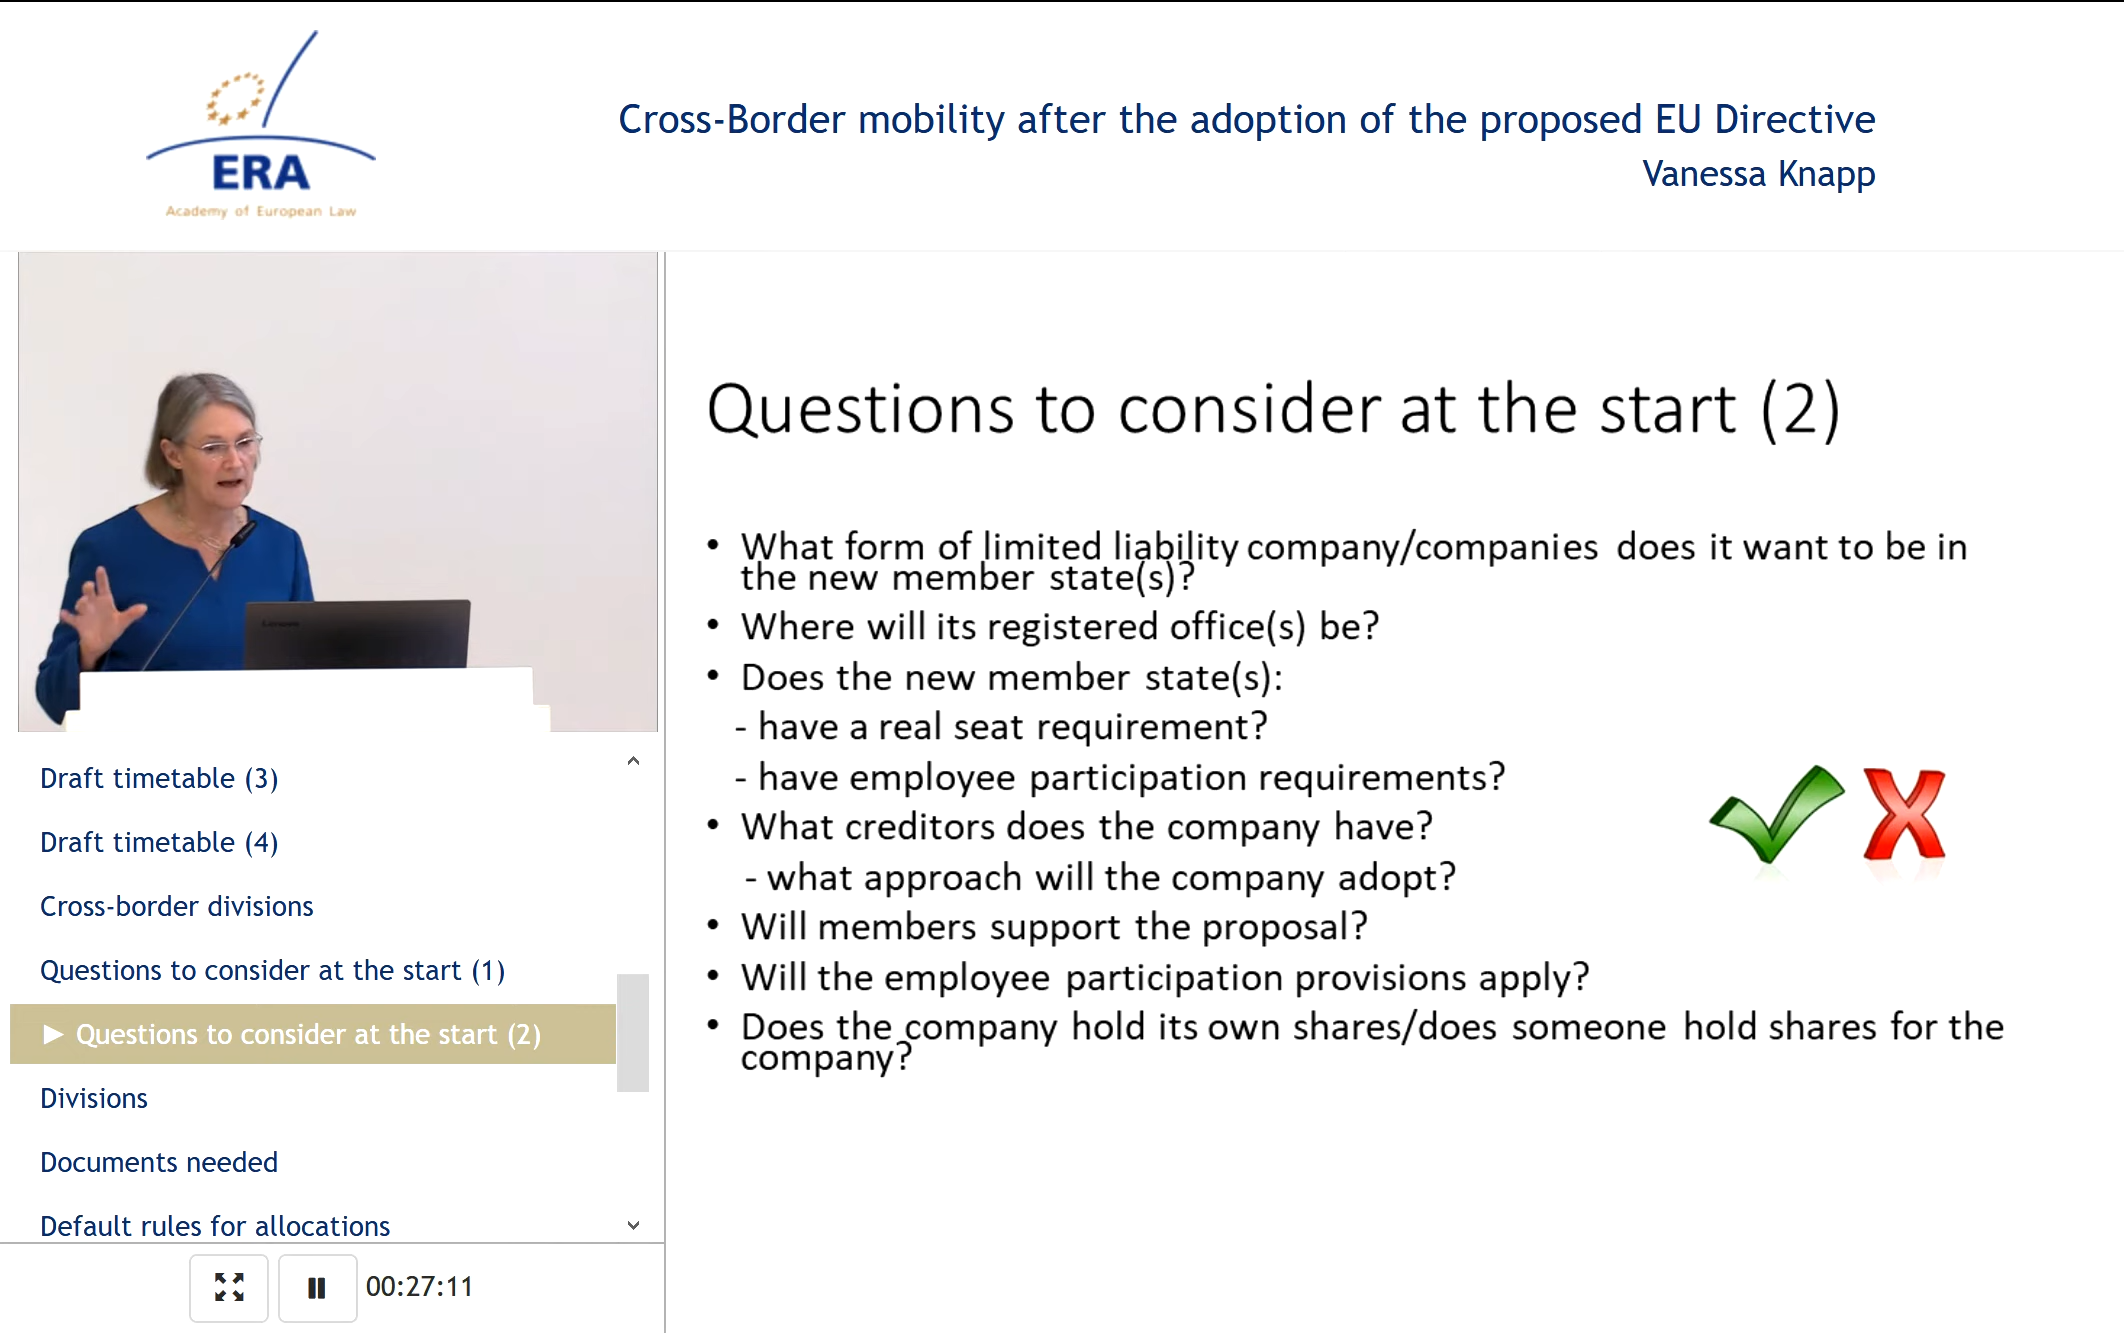 ERA
Academy of European Law
Cross-Border mobility after the adoption of the proposed EU Directive
Vanessa Knapp
Lenovo
Draft timetable (3)
Draft timetable (4)
Cross-border divisions
Questions to consider at the start (1)
► Questions to consider at the start (2)
Divisions
Documents needed
Default rules for allocations
00:27:11
Questions to consider at the start (2)
• What form of limited liability company/companies does it want to be in
the new member state(s)?
• Where will its registered office(s) be?
• Does the new member state(s):
- have a real seat requirement?
- have employee participation requirements?
• What creditors does the company have?
- what approach will the company adopt?
• Will members support the proposal?
• Will the employee participation provisions apply?
• Does the company hold its own shares/does someone hold shares for the
company?